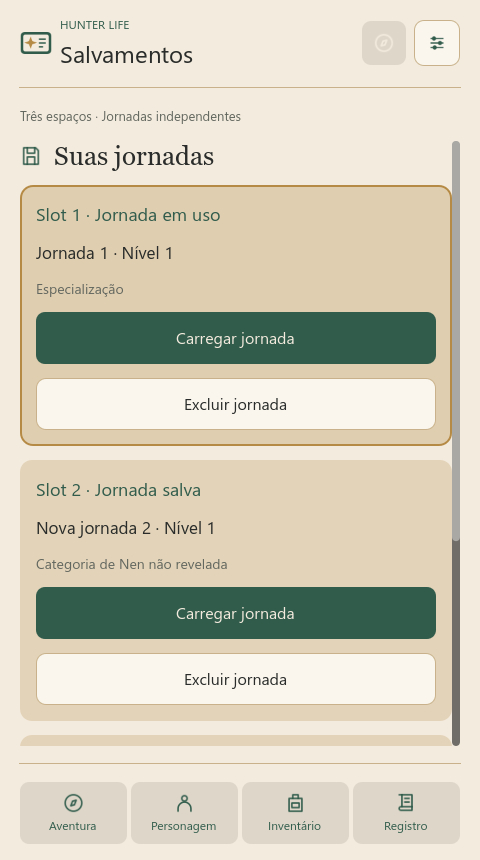 HUNTER LIFE
Salvamentos
Três espaços · Jornadas independentes
Suas jornadas
Slot 1 · Jornada em uso
Jornada 1 · Nível 1
Especialização
Carregar jornada
Excluir jornada
Slot 2 · Jornada salva
Nova jornada 2 · Nível 1
Categoria de Nen não revelada
Carregar jornada
Excluir jornada
Aventura
Personagem
Inventário
Registro